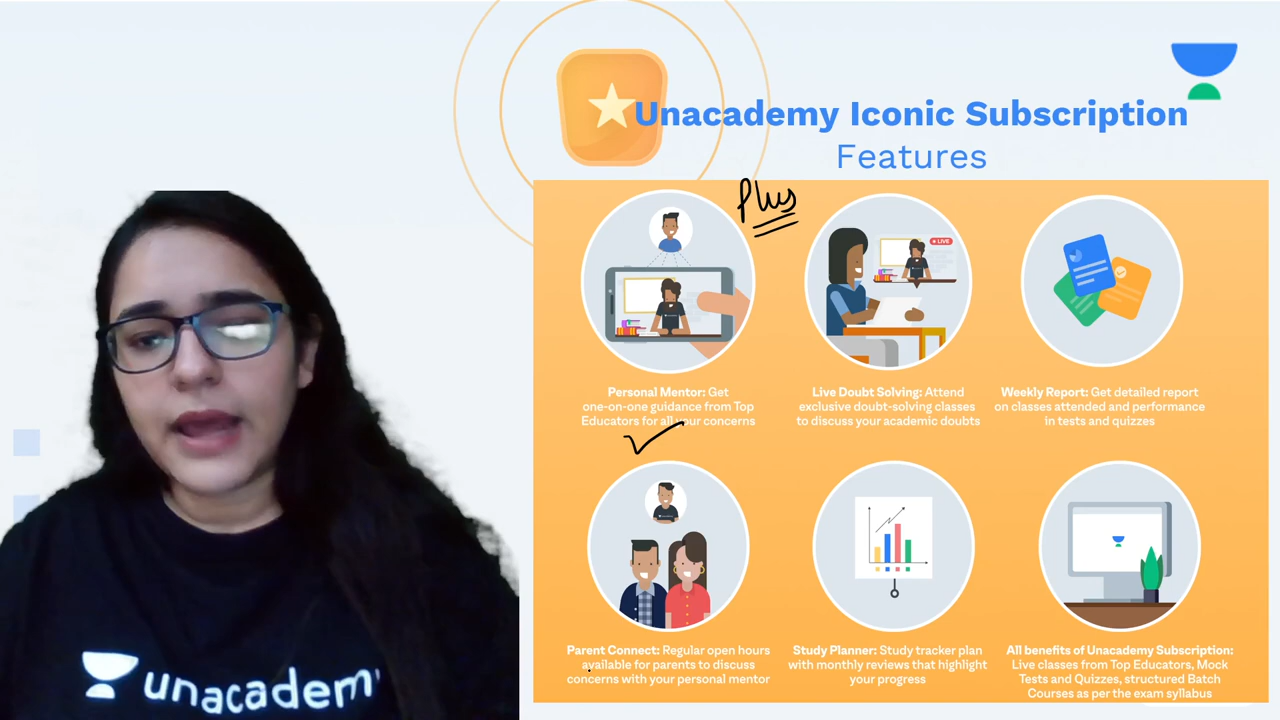 Unacademy Iconic Subscription
Features
Plus
LIVE
Personal Mentor: Get
one-on-one guidance from Top
Educators for all your concerns
Live Doubt Solving: Attend
exclusive doubt-solving classes
to discuss your academic doubts
Weekly Report: Get detailed report
on classes attended and performance
in tests and quizzes
Parent Connect: Regular open hours
available for parents to discuss
concerns with your personal mentor
Study Planner: Study tracker plan
with monthly reviews that highlight
your progress
All benefits of Unacademy Subscription:
Live classes from Top Educators, Mock
Tests and Quizzes, structured Batch
Courses as per the exam syllabus
unacademy